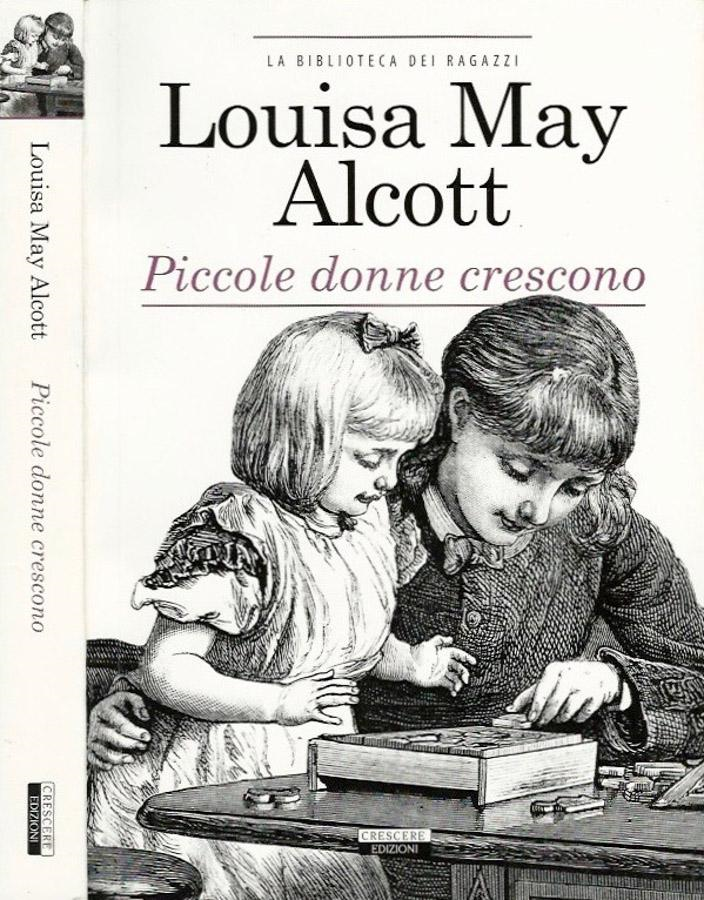 Louisa May Alcott
Piccole donne crescono
CRESCERE
EDIZIONI
LA BIBLIOTECA DEI RAGAZZI
Louisa May
Alcott
Piccole donne crescono
CRESCERE
EDIZIONI